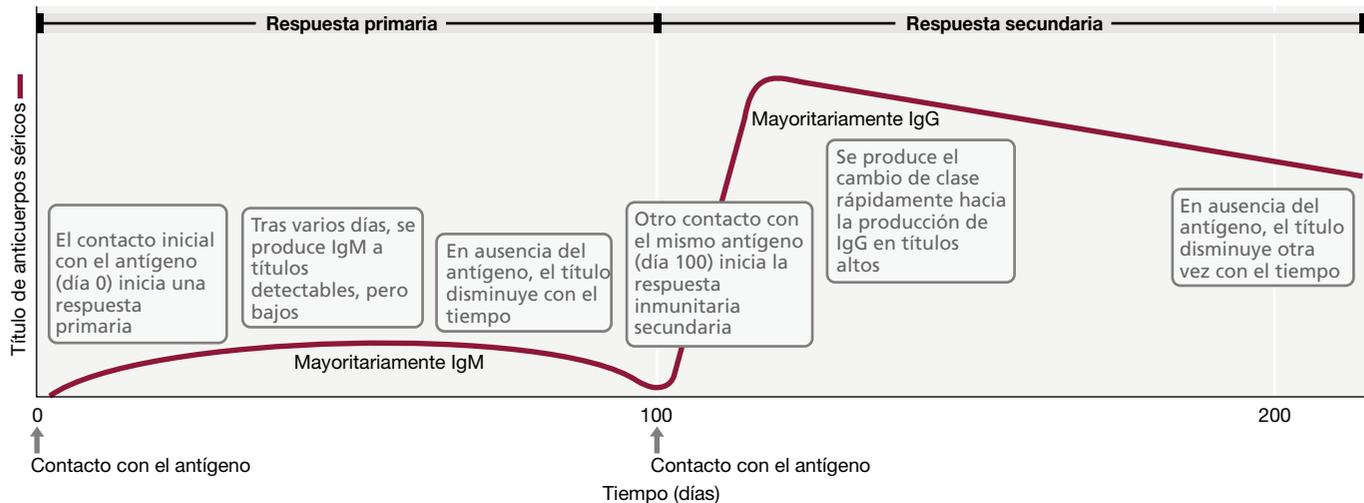 Respuesta primaria
Respuesta secundaria
Título de anticuerpos séricos
Mayoritariamente IgG
Se produce el
cambio de clase
rápidamente hacia
la producción de
IgG en títulos
altos
El contacto inicial
con el antígeno
(día 0) inicia una
respuesta
primaria
Tras varios días, se
produce IgM a
títulos
detectables, pero
bajos
En ausencia del
antígeno, el título
disminuye con el
tiempo
Otro contacto con
el mismo antígeno
(día 100) inicia la
respuesta
inmunitaria
secundaria
En ausencia del
antígeno, el título
disminuye otra
vez con el tiempo
Mayoritariamente IgM
0
100
200
Contacto con el antígeno
Contacto con el antígeno
Tiempo (días)